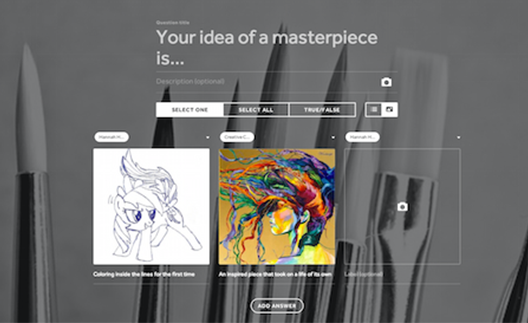 Question title
Your idea of a masterpiece
is...
Description (optional)
SELECT ONE
SELECT ALL
TRUE/FALSE
Hannah H...
Creative C...
Hannah H...
Coloring inside the lines for the first time
An inspired piece that took on a life of its own
Label (optional)
ADD ANSWER